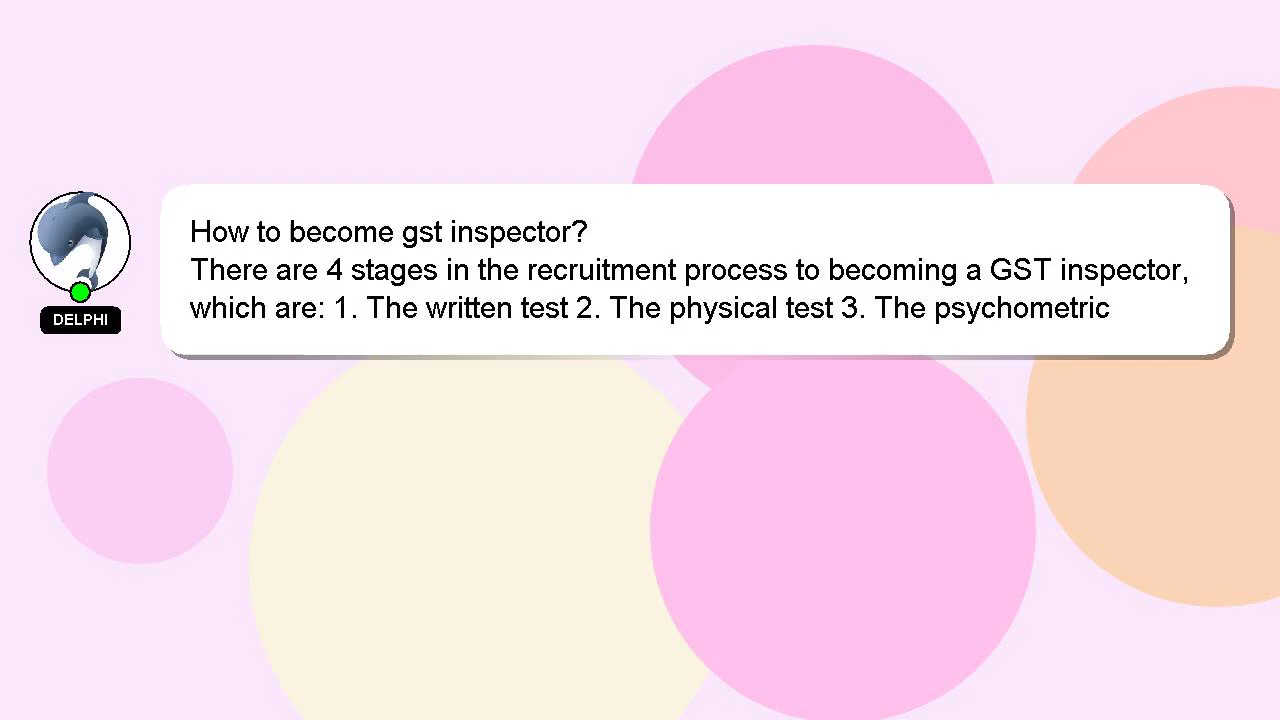 How to become gst inspector?
There are 4 stages in the recruitment process to becoming a GST inspector,
which are: 1. The written test 2. The physical test 3. The psychometric
DELPHI